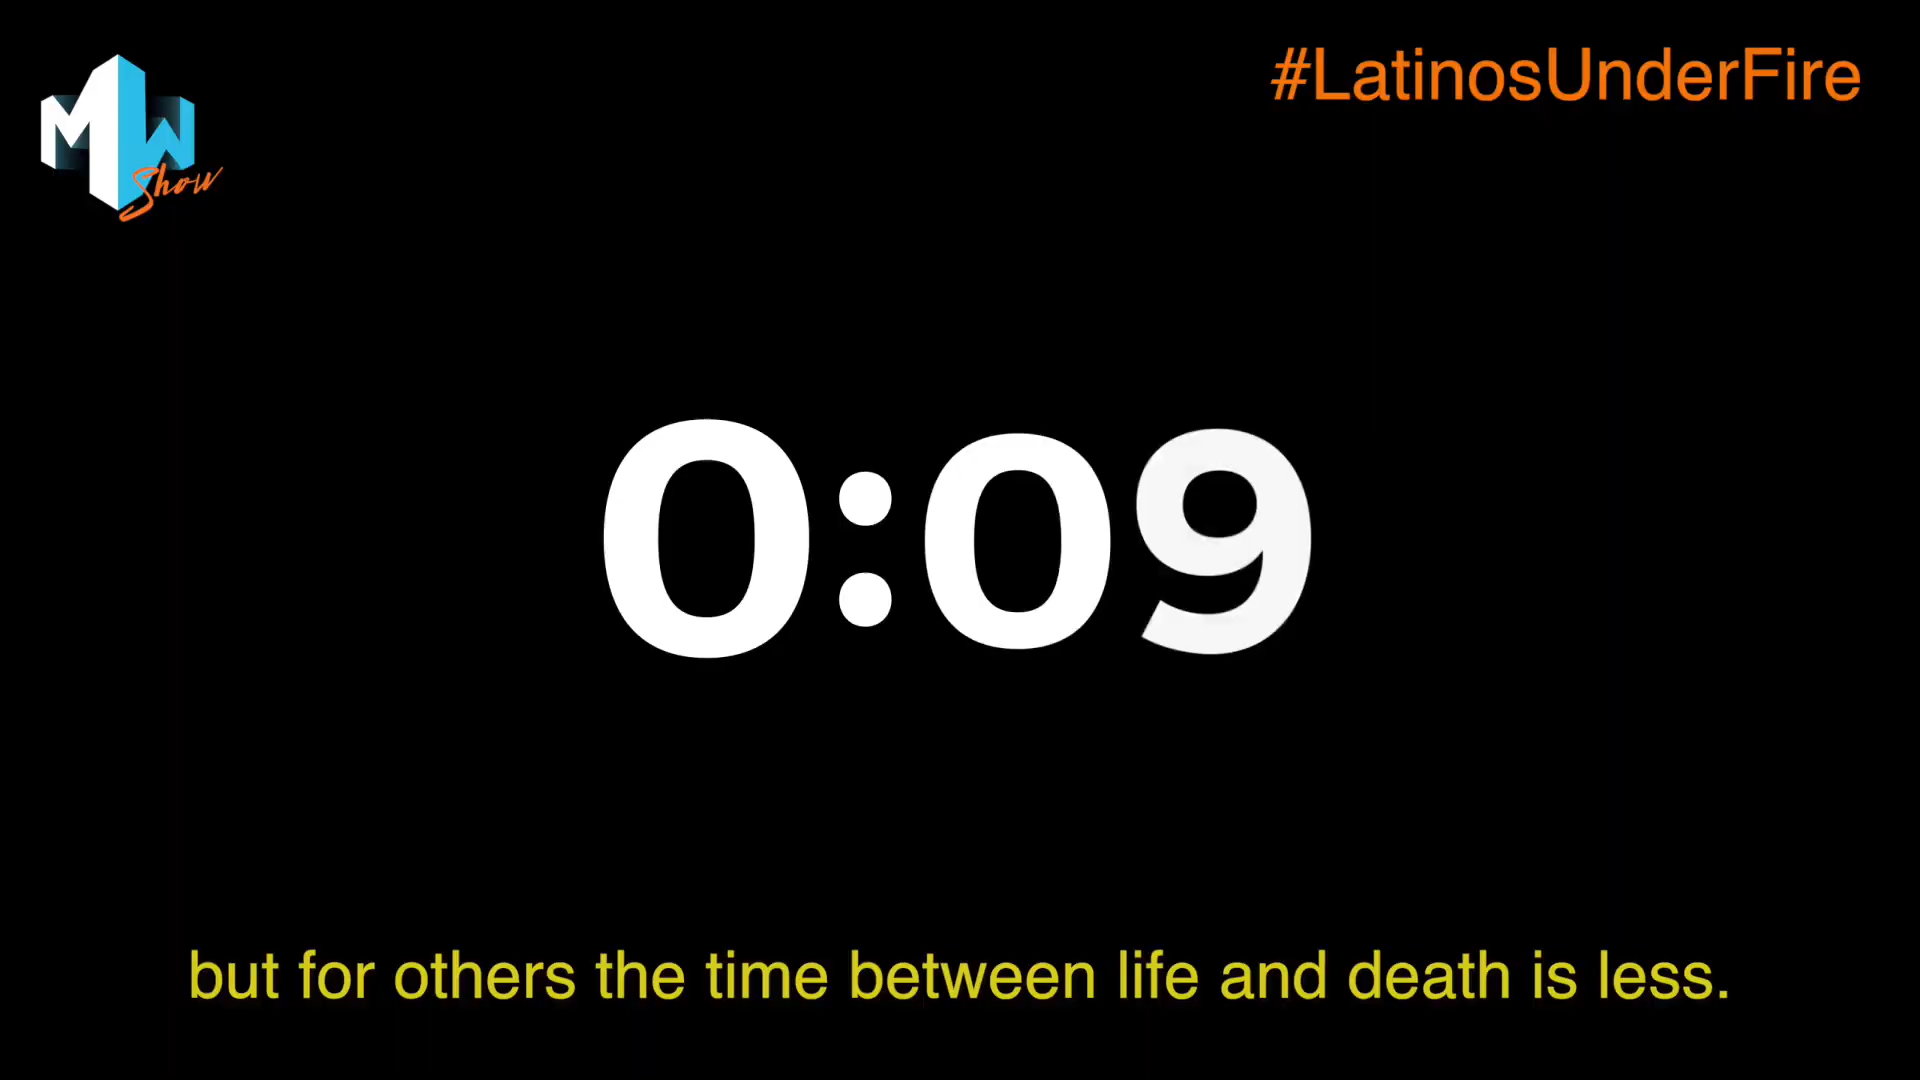 MW
Show
#LatinosUnderFire
0:09
but for others the time between life and death is less.